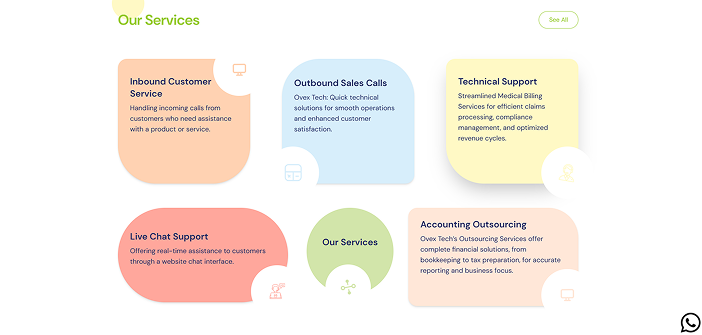 Our Services
See All
Inbound Customer
Service
Handling incoming calls from
customers who need assistance
with a product or service.
Outbound Sales Calls
Ovex Tech: Quick technical
solutions for smooth operations
and enhanced customer
satisfaction.
Technical Support
Streamlined Medical Biling
Services for efficient claims
processing, compliance
management, and optimized
revenue cycles.
Live Chat Support
Offering real-time assistance to customers
through a website chat interface.
Our Services
Accounting Outsourcing
Ovex Tech's Outsourcing Services offer
complete financial solutions, from
bookkeeping to tax preparation, for accurate
reporting and business focus.